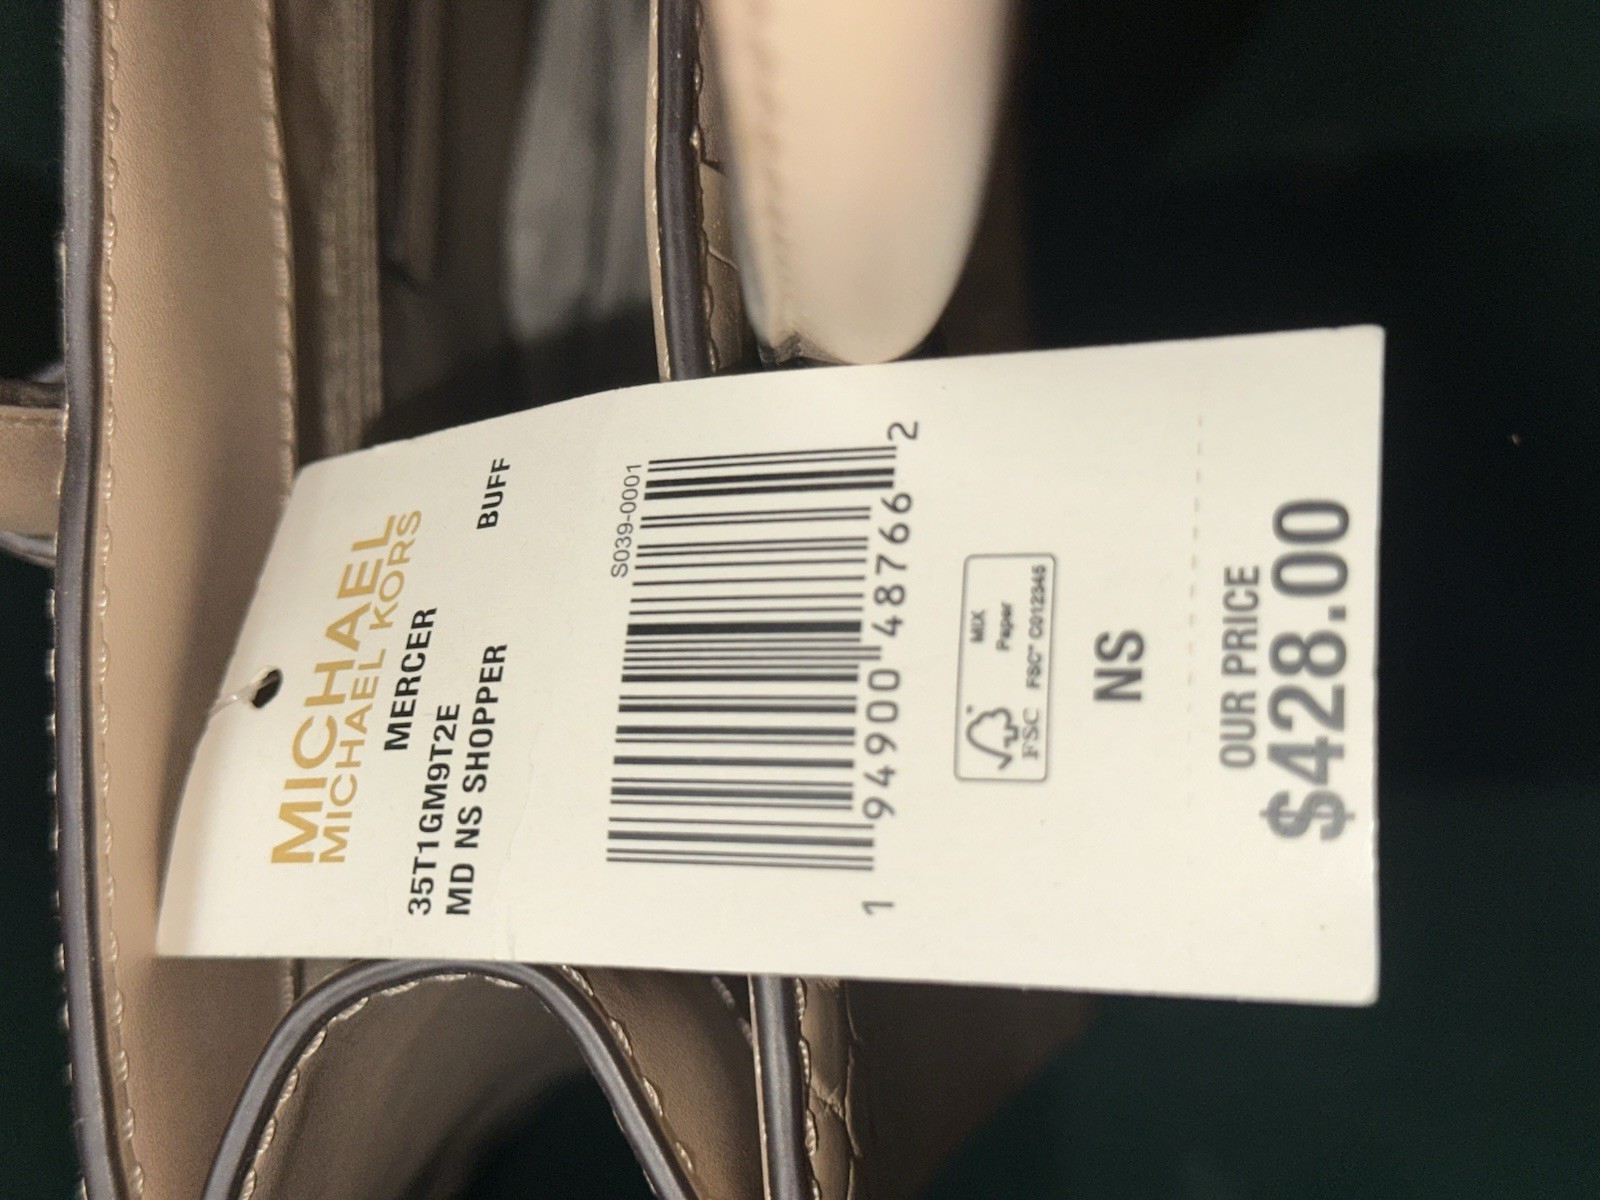 MICHAEL
MICHAEL KORS
MERCER
35T1GM9T2E
MD NS SHOPPER BUFF
S039-0001
1 94900 48766 2
MIX
Paper
FSC FSC™ C012345
NS
OUR PRICE
$428.00